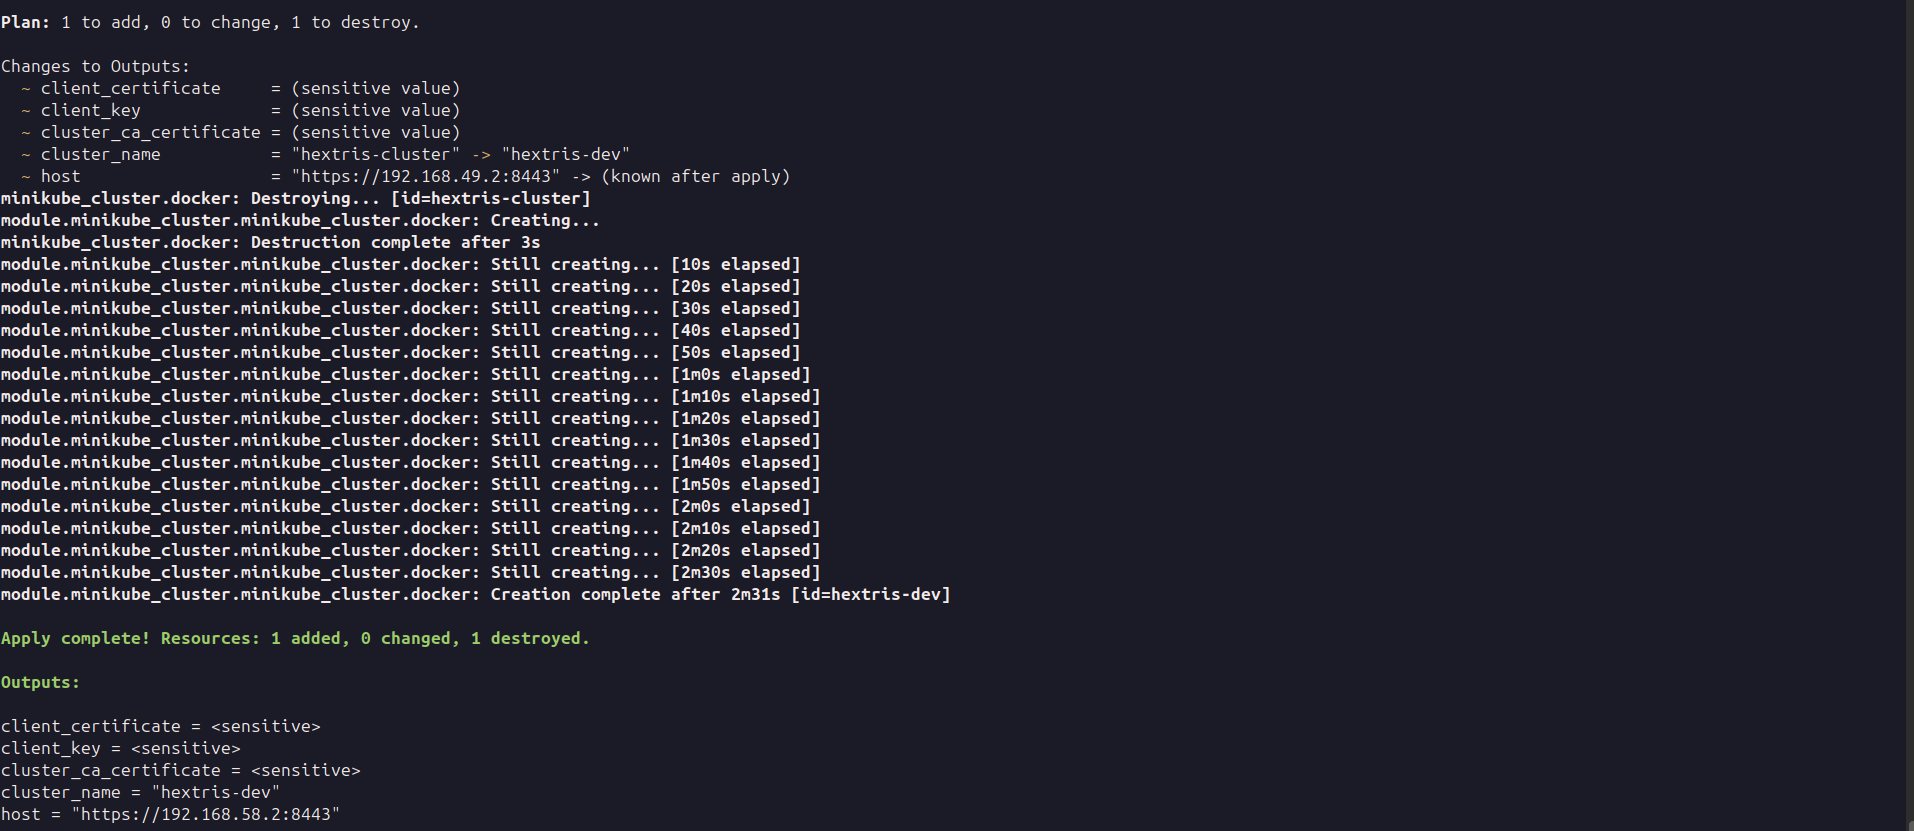 Plan: 1 to add, 0 to change, 1 to destroy.
Changes to Outputs:
  ~ client_certificate     = (sensitive value)
  ~ client_key             = (sensitive value)
  ~ cluster_ca_certificate = (sensitive value)
  ~ cluster_name           = "hextris-cluster" -> "hextris-dev"
  ~ host                   = "https://192.168.49.2:8443" -> (known after apply)
minikube_cluster.docker: Destroying... [id=hextris-cluster]
module.minikube_cluster.minikube_cluster.docker: Creating...
minikube_cluster.docker: Destruction complete after 3s
module.minikube_cluster.minikube_cluster.docker: Still creating... [10s elapsed]
module.minikube_cluster.minikube_cluster.docker: Still creating... [20s elapsed]
module.minikube_cluster.minikube_cluster.docker: Still creating... [30s elapsed]
module.minikube_cluster.minikube_cluster.docker: Still creating... [40s elapsed]
module.minikube_cluster.minikube_cluster.docker: Still creating... [50s elapsed]
module.minikube_cluster.minikube_cluster.docker: Still creating... [1m0s elapsed]
module.minikube_cluster.minikube_cluster.docker: Still creating... [1m10s elapsed]
module.minikube_cluster.minikube_cluster.docker: Still creating... [1m20s elapsed]
module.minikube_cluster.minikube_cluster.docker: Still creating... [1m30s elapsed]
module.minikube_cluster.minikube_cluster.docker: Still creating... [1m40s elapsed]
module.minikube_cluster.minikube_cluster.docker: Still creating... [1m50s elapsed]
module.minikube_cluster.minikube_cluster.docker: Still creating... [2m0s elapsed]
module.minikube_cluster.minikube_cluster.docker: Still creating... [2m10s elapsed]
module.minikube_cluster.minikube_cluster.docker: Still creating... [2m20s elapsed]
module.minikube_cluster.minikube_cluster.docker: Still creating... [2m30s elapsed]
module.minikube_cluster.minikube_cluster.docker: Creation complete after 2m31s [id=hextris-dev]
Apply complete! Resources: 1 added, 0 changed, 1 destroyed.
Outputs:
client_certificate = <sensitive>
client_key = <sensitive>
cluster_ca_certificate = <sensitive>
cluster_name = "hextris-dev"
host = "https://192.168.58.2:8443"